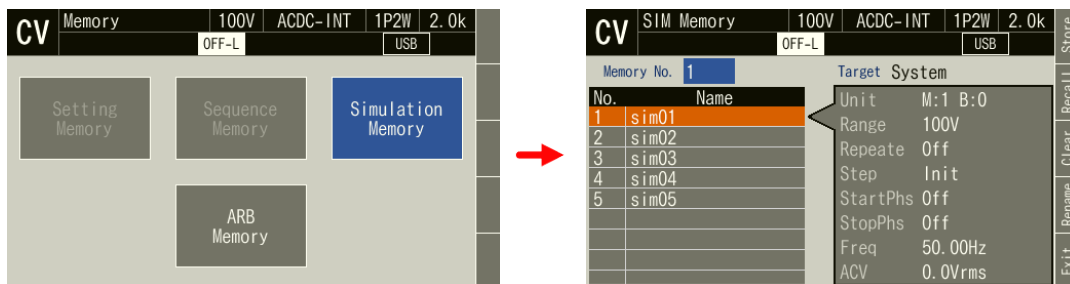 CV Memory 100V ACDC-INT 1P2W 2.0k
OFF-L USB
Setting
Memory
Sequence
Memory
Simulation
Memory
ARB
Memory
CV SIM Memory 100V ACDC-INT 1P2W 2.0k
OFF-L USB
Memory No. 1
Target System
No. Name
1 sim01
2 sim02
3 sim03
4 sim04
5 sim05
Unit M:1 B:0
Range 100V
Repeate Off
Step Init
StartPhs Off
StopPhs Off
Freq 50.00Hz
ACV 0.0Vrms
Store
Recall
Clear
Rename
Exit